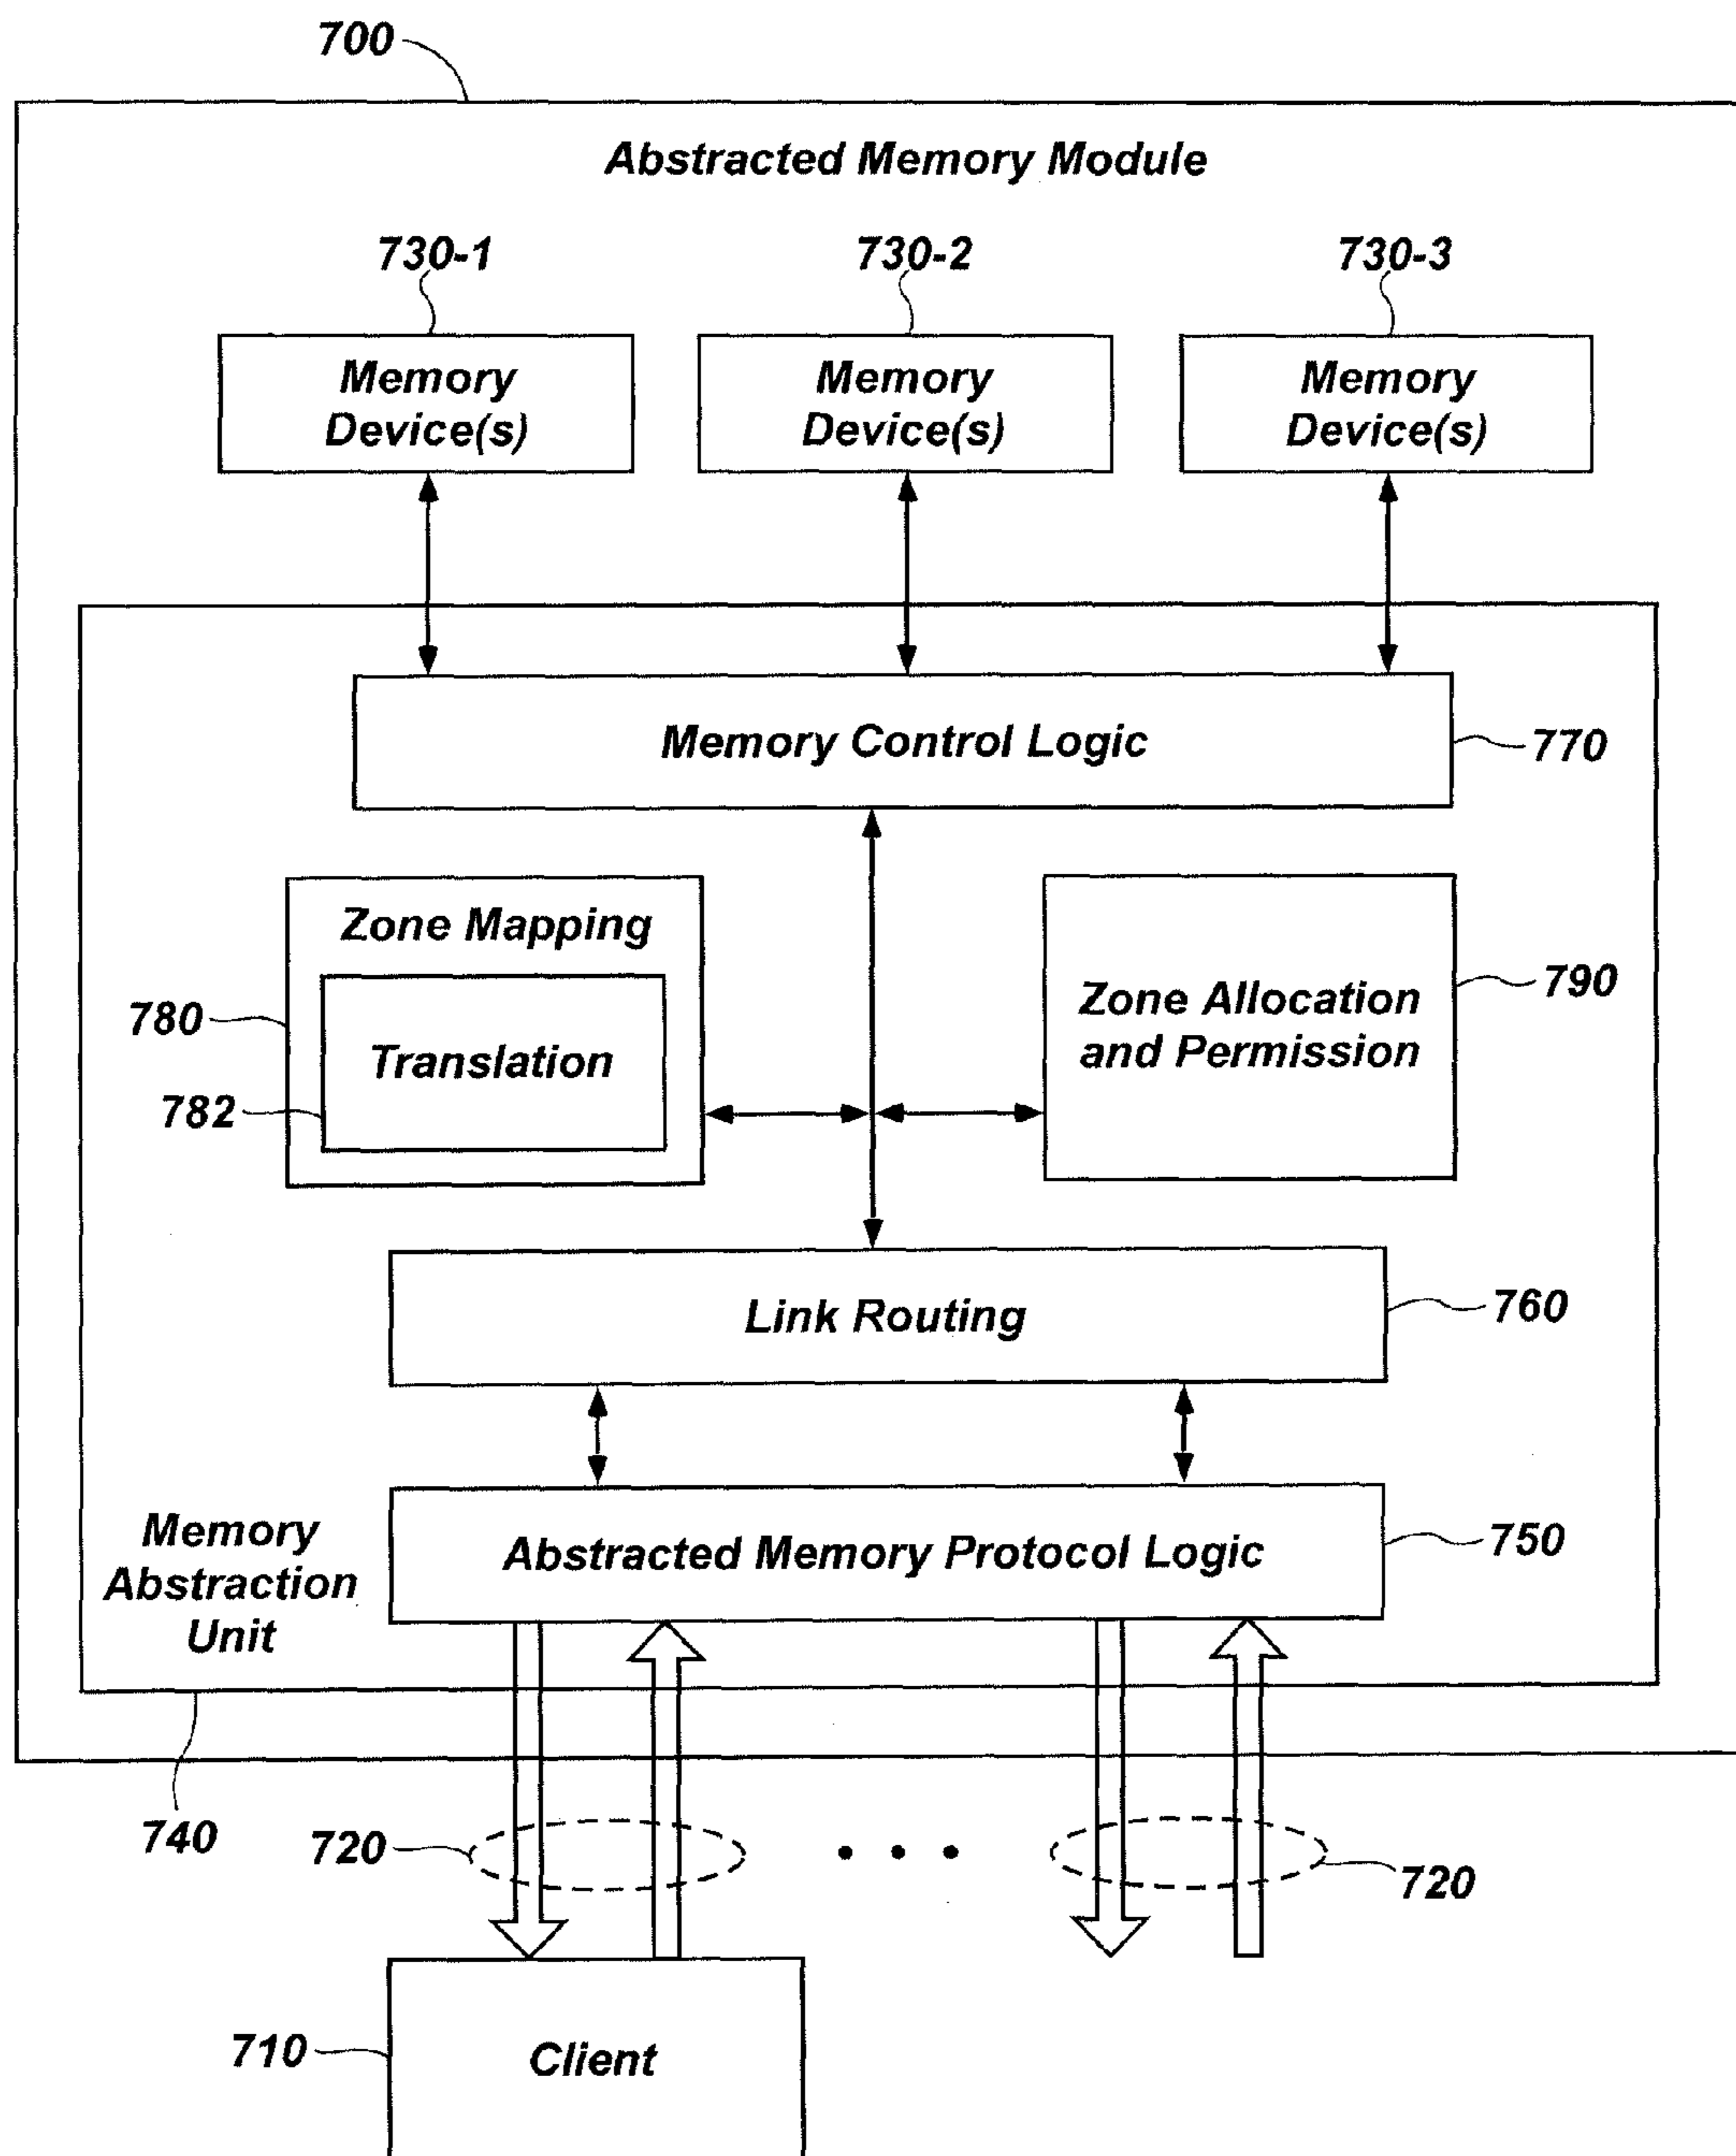 700
Abstracted Memory Module
730-1
730-2
730-3
Memory
Device(s)
Memory
Device(s)
Memory
Device(s)
Memory Control Logic
770
Zone Mapping
780
Translation
782
Zone Allocation
and Permission
790
Link Routing
760
Abstracted Memory Protocol Logic
750
Memory
Abstraction
Unit
740
720
720
710
Client